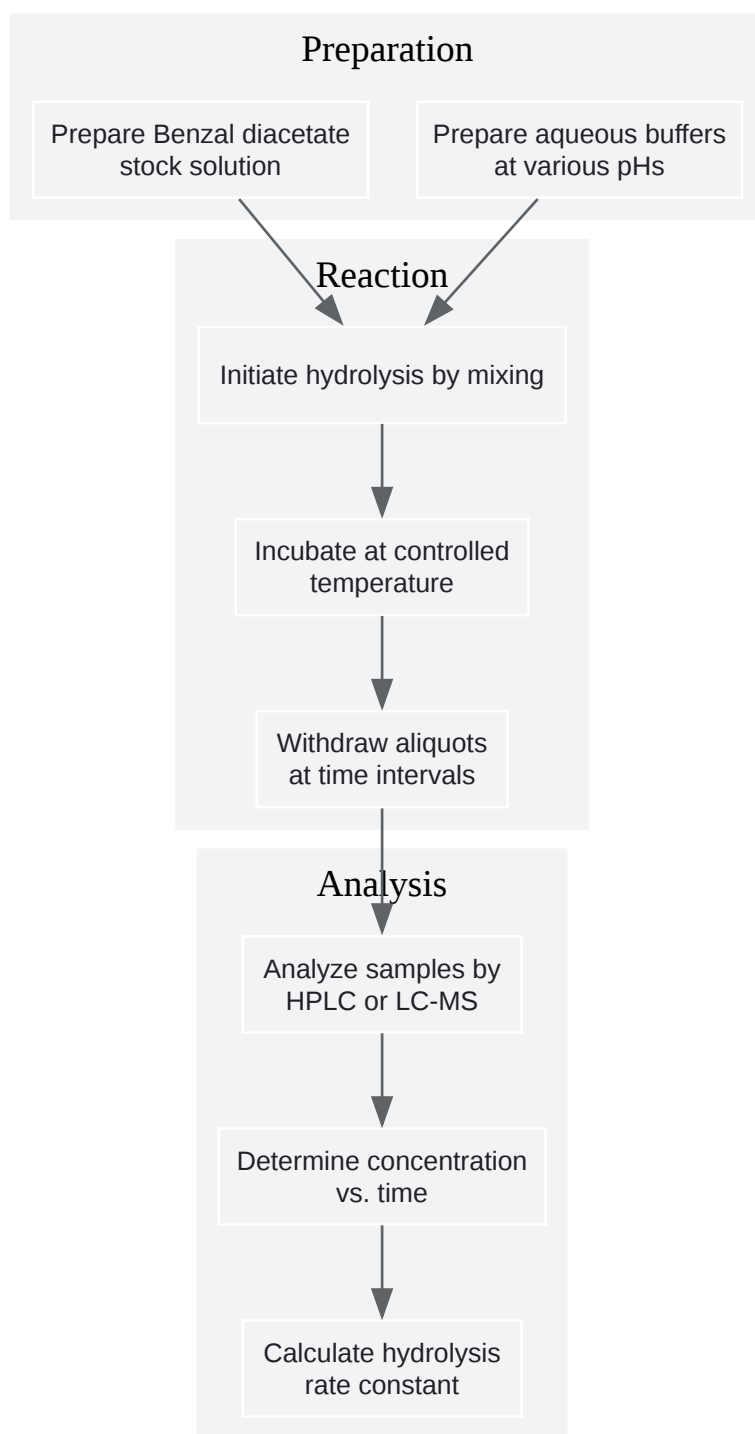 Preparation
Prepare Benzal diacetate
stock solution
Prepare aqueous buffers
at various pHs
Reaction
Initiate hydrolysis by mixing
Incubate at controlled
temperature
Withdraw aliquots
at time intervals
Analysis
Analyze samples by
HPLC or LC-MS
Determine concentration
vs. time
Calculate hydrolysis
rate constant